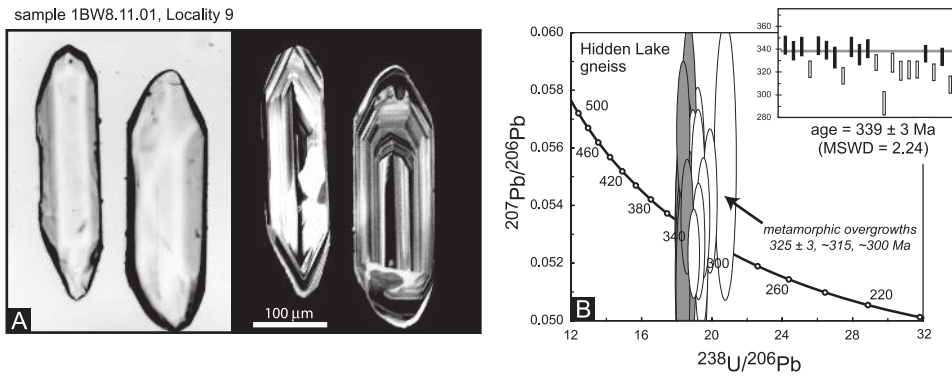 sample 1BW8.11.01, Locality 9
A
100 µm
0.060
0.058
0.056
0.054
0.052
0.050
207Pb/206Pb
Hidden Lake
gneiss
500
460
420
380
340
300
260
220
metamorphic overgrowths
325 ± 3, ~315, ~300 Ma
B
12 16 20 24 28 32
238U/206Pb
360
340
320
300
280
age = 339 ± 3 Ma
(MSWD = 2.24)